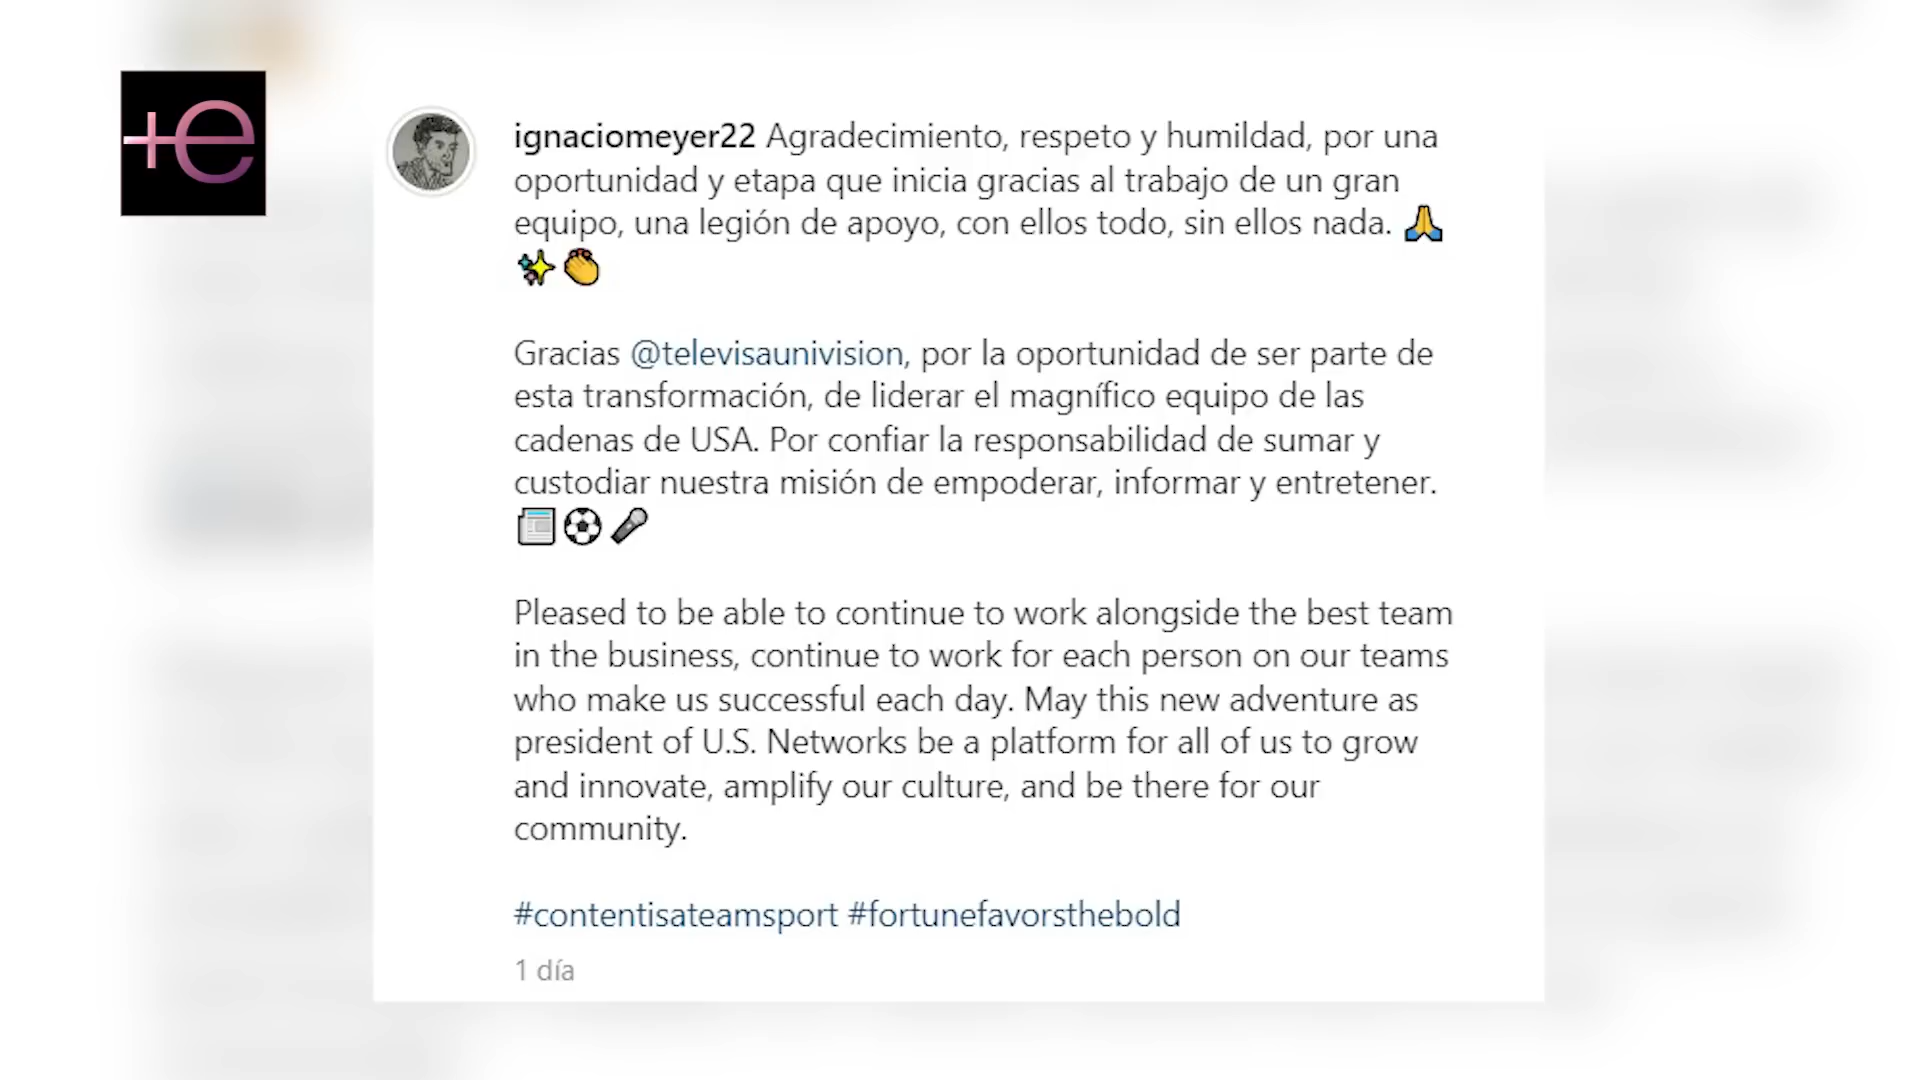 +e
ignaciomeyer22 Agradecimiento, respeto y humildad, por una
oportunidad y etapa que inicia gracias al trabajo de un gran
equipo, una legión de apoyo, con ellos todo, sin ellos nada. 🙏
✨👏
Gracias @televisaunivision, por la oportunidad de ser parte de
esta transformación, de liderar el magnífico equipo de las
cadenas de USA. Por confiar la responsabilidad de sumar y
custodiar nuestra misión de empoderar, informar y entretener.
📰⚽🎤
Pleased to be able to continue to work alongside the best team
in the business, continue to work for each person on our teams
who make us successful each day. May this new adventure as
president of U.S. Networks be a platform for all of us to grow
and innovate, amplify our culture, and be there for our
community.
#contentisateamsport #fortunefavorsthebold
1 día